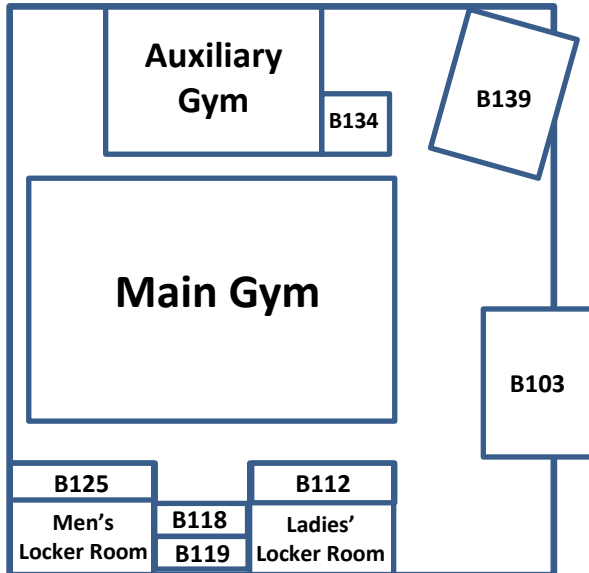 Auxiliary
Gym
B134
B139
Main Gym
B103
B125
B112
Men's
Locker Room
B118
B119
Ladies'
Locker Room